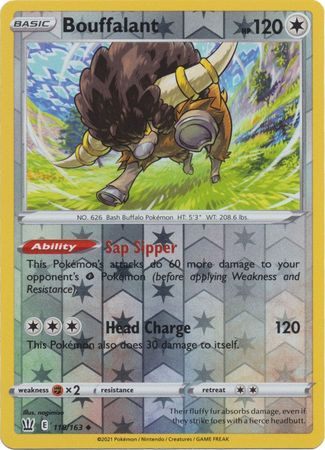 BASIC Bouffalant HP 120
NO. 626 Bash Buffalo Pokémon HT: 5'3" WT: 208.6 lbs.
Ability Sap Sipper
This Pokémon's attacks do 60 more damage to your
opponent's Pokémon (before applying Weakness and
Resistance).
Head Charge 120
This Pokémon also does 30 damage to itself.
weakness ×2 resistance retreat
Illus. nagimiso
E 118/163
Their fluffy fur absorbs damage, even if
they strike foes with a fierce headbutt.
©2021 Pokémon / Nintendo / Creatures / GAME FREAK